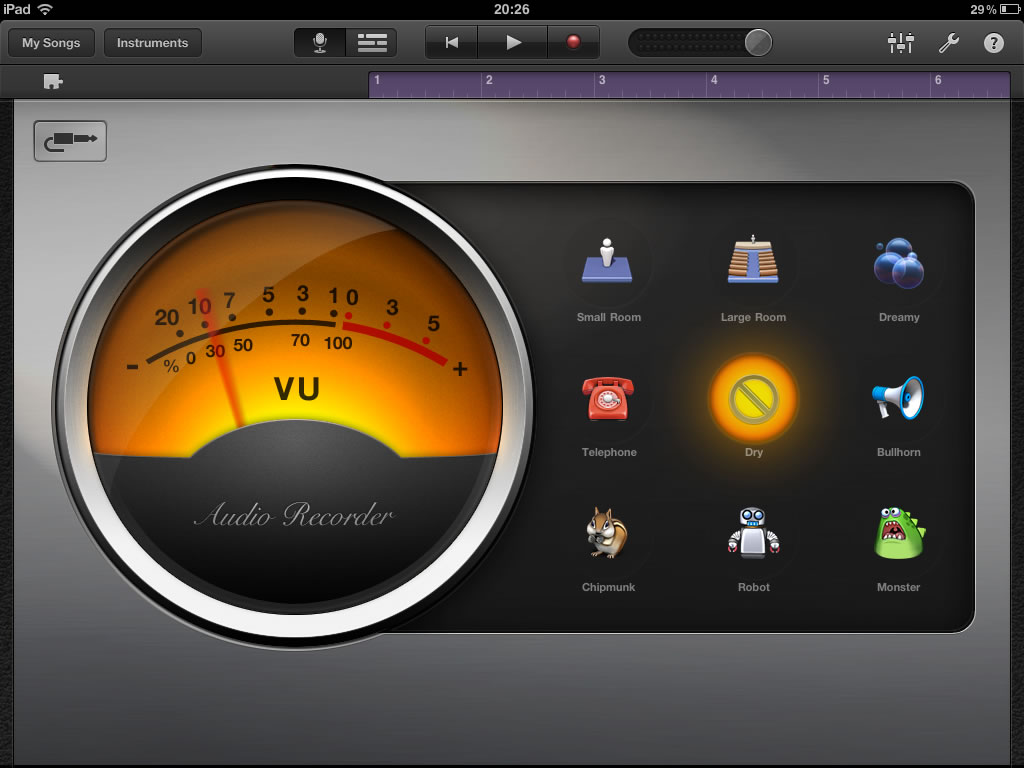 iPad 20:26 29%
My Songs Instruments ?
1 2 3 4 5 6
20 10 7 5 3 1 0 3 5
- % 0 30 50 70 100 +
VU
Audio Recorder
Small Room Large Room Dreamy
Telephone Dry Bullhorn
Chipmunk Robot Monster